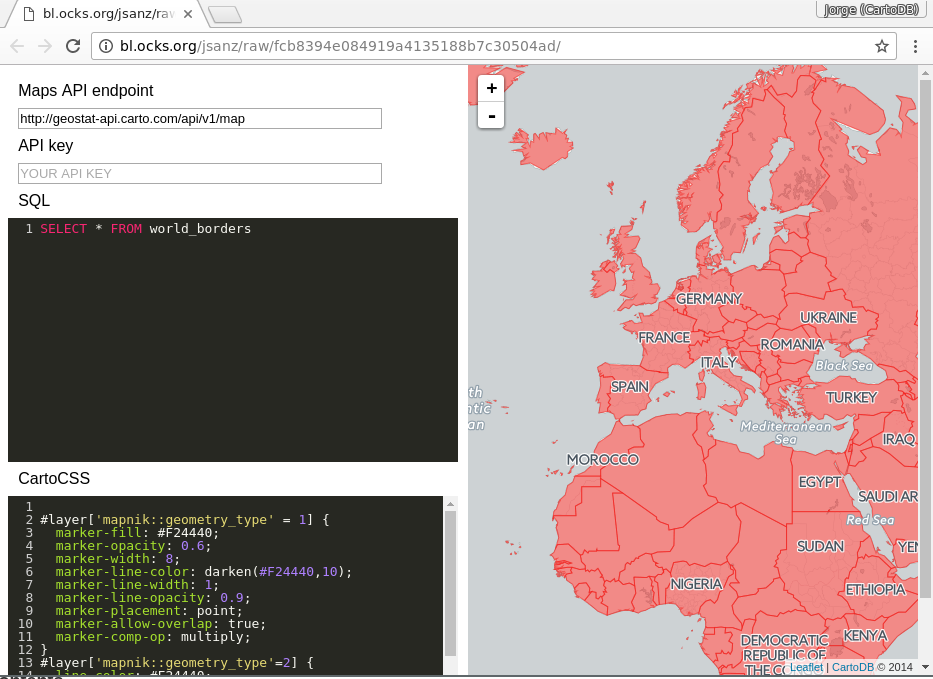 bl.ocks.org/jsanz/raw
Jorge (CartoDB)
bl.ocks.org/jsanz/raw/fcb8394e084919a4135188b7c30504ad/
Maps API endpoint
http://geostat-api.carto.com/api/v1/map
API key
YOUR API KEY
SQL
1 SELECT * FROM world_borders
CartoCSS
1
2 #layer['mapnik::geometry_type' = 1] {
3 marker-fill: #F24440;
4 marker-opacity: 0.6;
5 marker-width: 8;
6 marker-line-color: darken(#F24440,10);
7 marker-line-width: 1;
8 marker-line-opacity: 0.9;
9 marker-placement: point;
10 marker-allow-overlap: true;
11 marker-comp-op: multiply;
12 }
13 #layer['mapnik::geometry_type'=2] {
14 line-color: #F24440;
+
-
GERMANY
UKRAINE
FRANCE
ROMANIA
ITALY
Black Sea
SPAIN
TURKEY
th
ntic
an
Mediterranean
Sea
IRAQ
MOROCCO
EGYPT
SAUDI AR
Red Sea
SUDAN
YEM
NIGERIA
ETHIOPIA
KENYA
DEMOCRATIC
REPUBLIC OF
THE CONGO
Leaflet | CartoDB © 2014